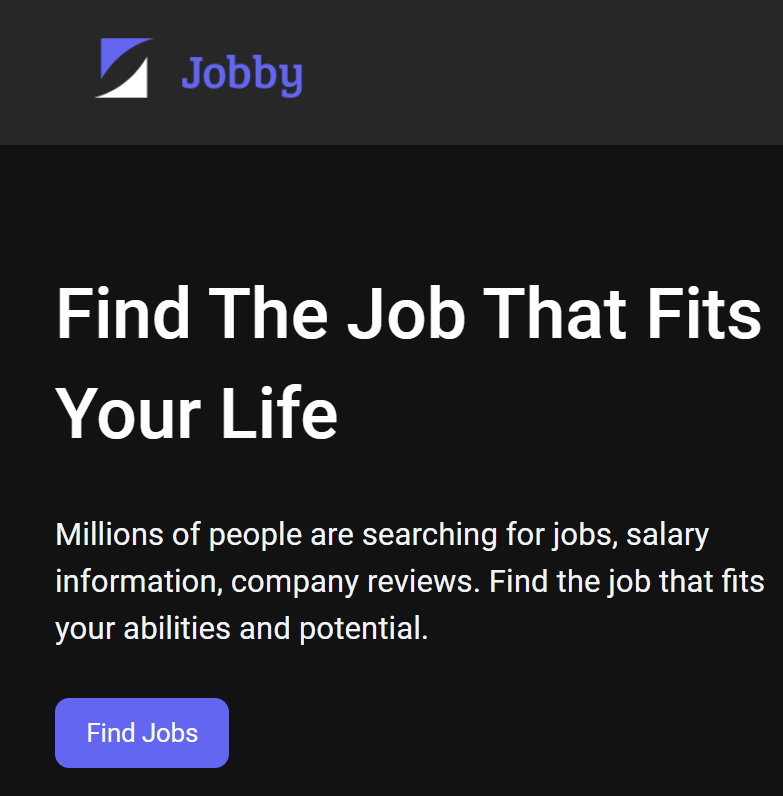 Jobby
Find The Job That Fits
Your Life
Millions of people are searching for jobs, salary
information, company reviews. Find the job that fits
your abilities and potential.
Find Jobs